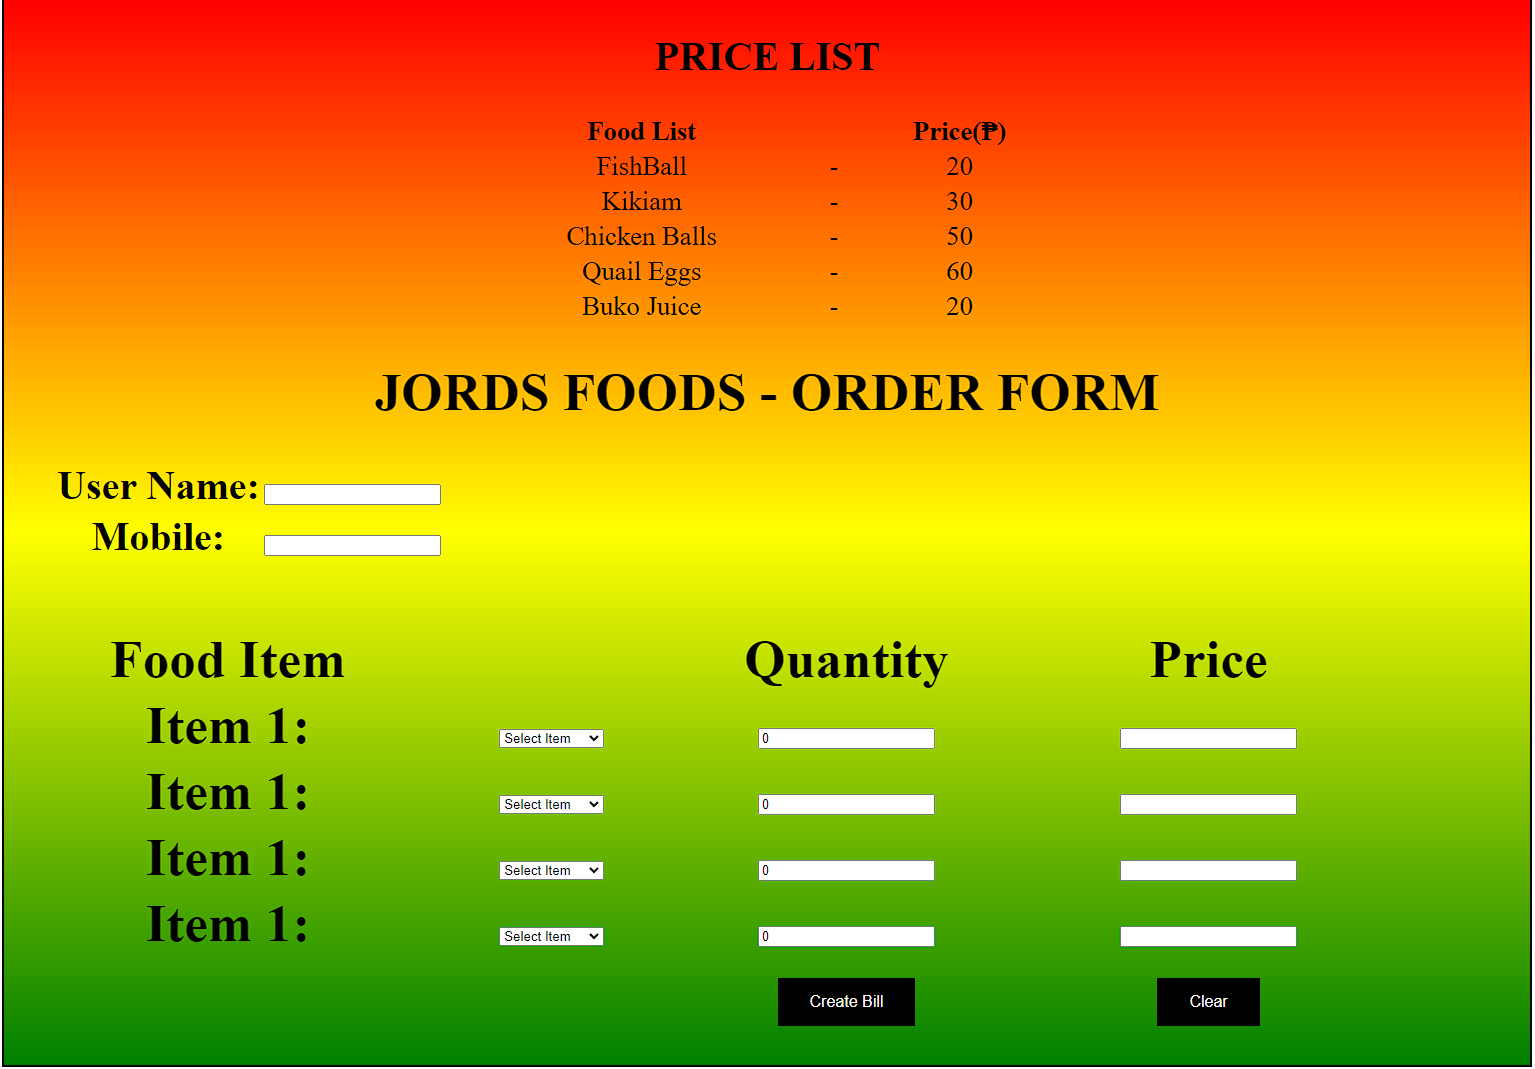 PRICE LIST
Food List Price(₱)
FishBall - 20
Kikiam - 30
Chicken Balls - 50
Quail Eggs - 60
Buko Juice - 20
JORDS FOODS - ORDER FORM
User Name:
Mobile:
Food Item Quantity Price
Item 1: Select Item 0
Item 1: Select Item 0
Item 1: Select Item 0
Item 1: Select Item 0
Create Bill Clear